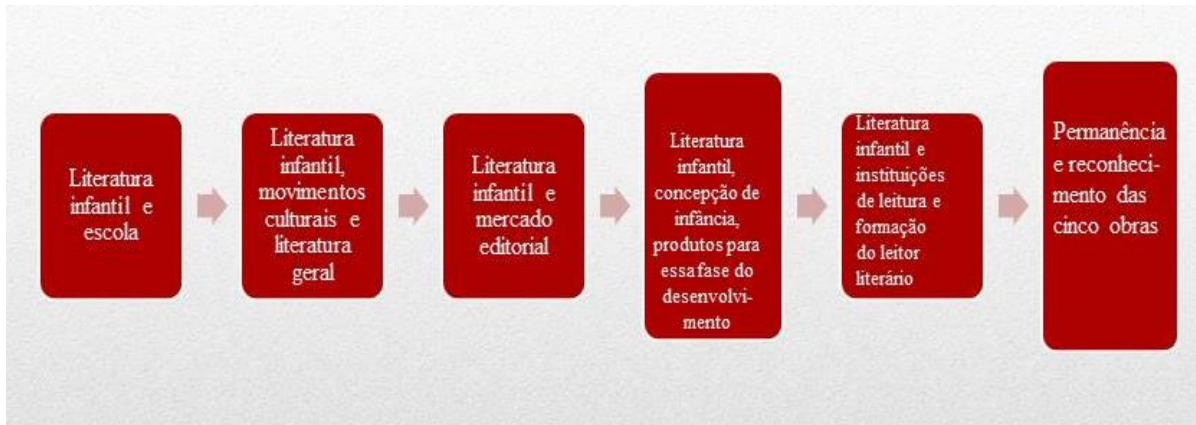 Literatura
infantil e
escola
Literatura
infantil,
movimentos
culturais e
literatura
geral
Literatura
infantil e
mercado
editorial
Literatura
infantil,
concepção de
infância,
produtos para
essa fase do
desenvolvi-
mento
Literatura
infantil e
instituições
de leitura e
formação
do leitor
literário
Permanência
e reconheci-
mento das
cinco obras